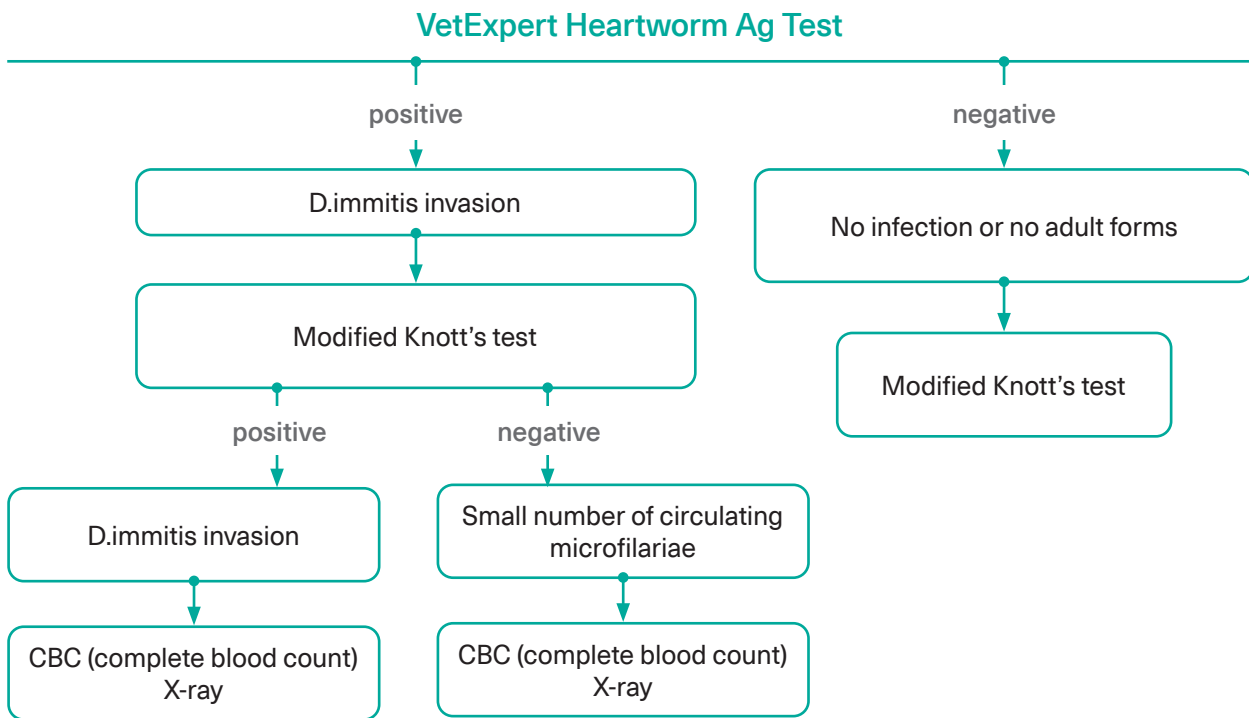 VetExpert Heartworm Ag Test
positive
negative
D.immitis invasion
No infection or no adult forms
Modified Knott’s test
Modified Knott’s test
positive
negative
D.immitis invasion
Small number of circulating
microfilariae
CBC (complete blood count)
X-ray
CBC (complete blood count)
X-ray